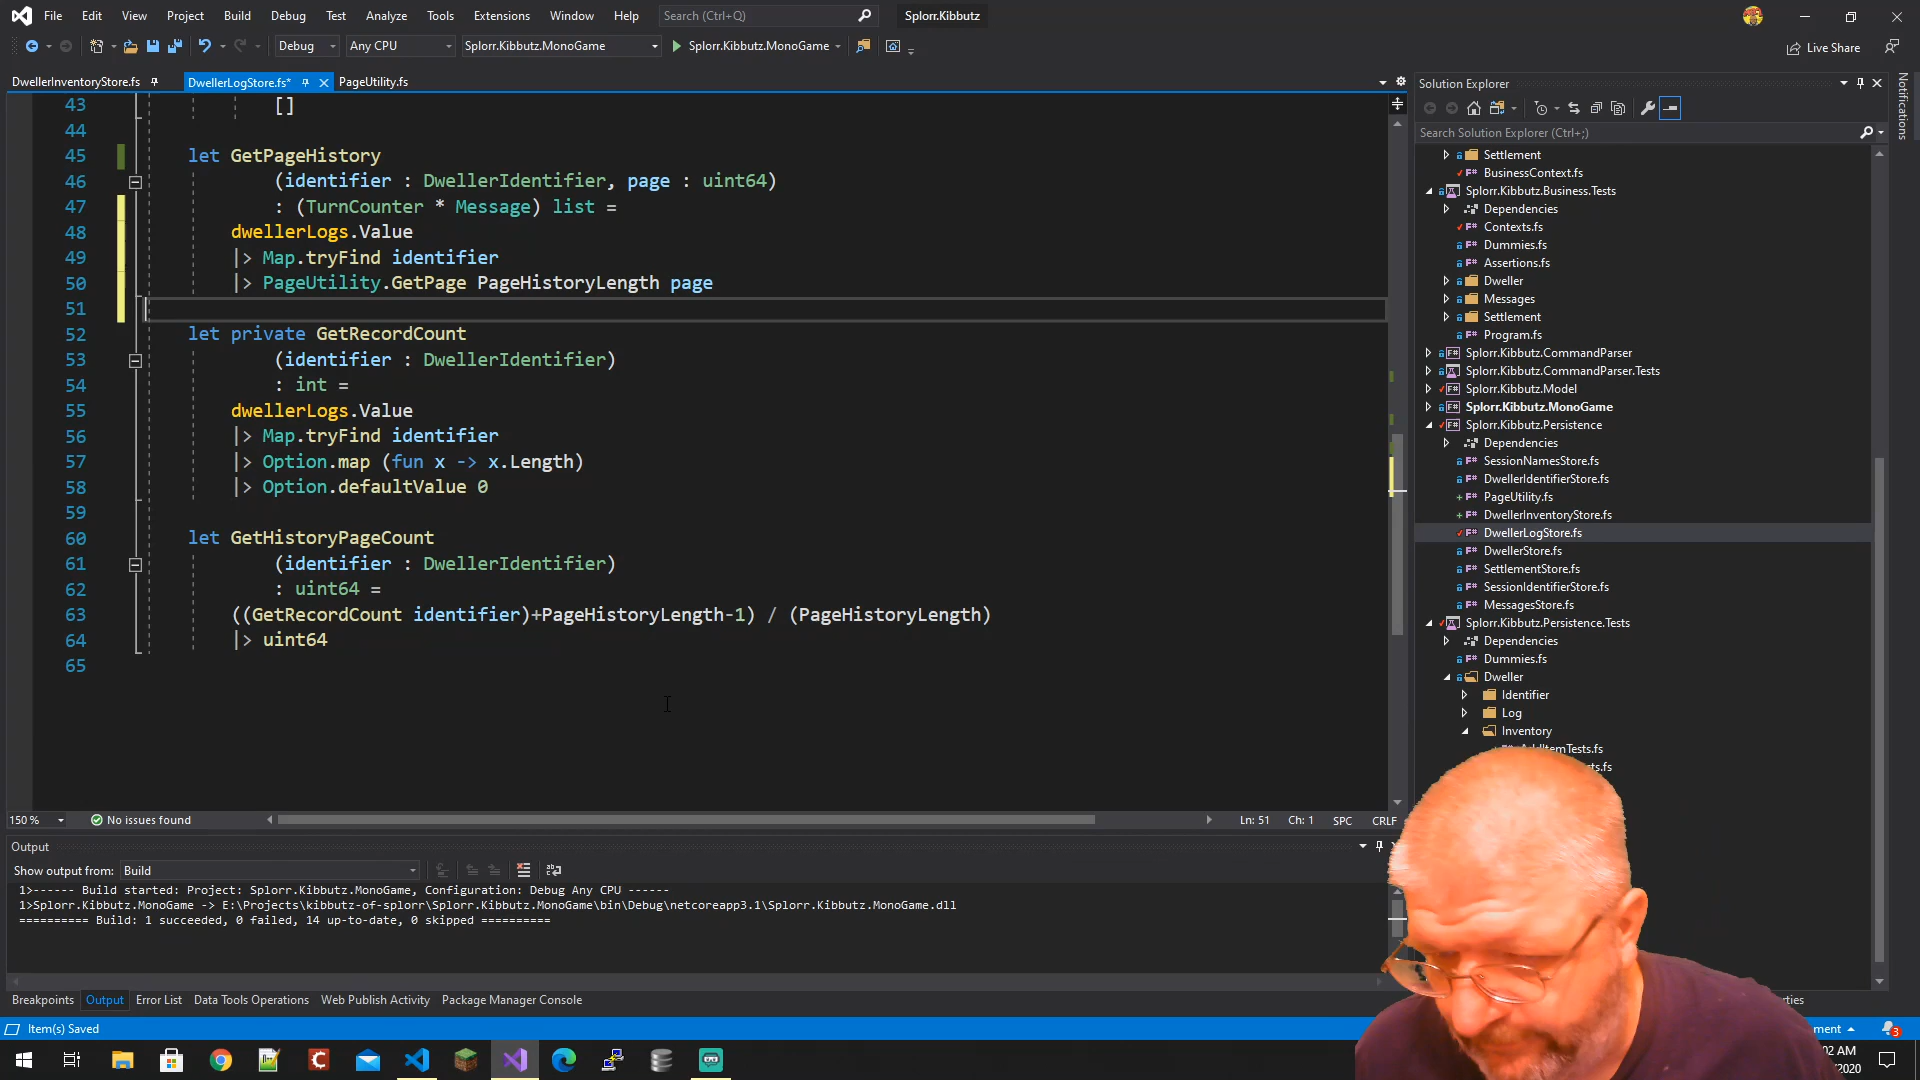 File Edit View Project Build Debug Test Analyze Tools Extensions Window Help Search (Ctrl+Q) Splorr.Kibbutz
Debug Any CPU Splorr.Kibbutz.MonoGame Splorr.Kibbutz.MonoGame Live Share
DwellerInventoryStore.fs DwellerLogStore.fs* PageUtility.fs
43 []
44
45 let GetPageHistory
46 (identifier : DwellerIdentifier, page : uint64)
47 : (TurnCounter * Message) list =
48 dwellerLogs.Value
49 |> Map.tryFind identifier
50 |> PageUtility.GetPage PageHistoryLength page
51
52 let private GetRecordCount
53 (identifier : DwellerIdentifier)
54 : int =
55 dwellerLogs.Value
56 |> Map.tryFind identifier
57 |> Option.map (fun x -> x.Length)
58 |> Option.defaultValue 0
59
60 let GetHistoryPageCount
61 (identifier : DwellerIdentifier)
62 : uint64 =
63 ((GetRecordCount identifier)+PageHistoryLength-1) / (PageHistoryLength)
64 |> uint64
65
150 % No issues found Ln: 51 Ch: 1 SPC CRLF
Output
Show output from: Build
1>------ Build started: Project: Splorr.Kibbutz.MonoGame, Configuration: Debug Any CPU ------
1>Splorr.Kibbutz.MonoGame -> E:\Projects\kibbutz-of-splorr\Splorr.Kibbutz.MonoGame\bin\Debug\netcoreapp3.1\Splorr.Kibbutz.MonoGame.dll
========== Build: 1 succeeded, 0 failed, 14 up-to-date, 0 skipped ==========
Breakpoints Output Error List Data Tools Operations Web Publish Activity Package Manager Console
Item(s) Saved
Solution Explorer
Search Solution Explorer (Ctrl+;)
Settlement
F# BusinessContext.fs
Splorr.Kibbutz.Business.Tests
Dependencies
F# Contexts.fs
F# Dummies.fs
F# Assertions.fs
Dweller
Messages
Settlement
F# Program.fs
F# Splorr.Kibbutz.CommandParser
Splorr.Kibbutz.CommandParser.Tests
F# Splorr.Kibbutz.Model
F# Splorr.Kibbutz.MonoGame
F# Splorr.Kibbutz.Persistence
Dependencies
F# SessionNamesStore.fs
F# DwellerIdentifierStore.fs
F# PageUtility.fs
F# DwellerInventoryStore.fs
F# DwellerLogStore.fs
F# DwellerStore.fs
F# SettlementStore.fs
F# SessionIdentifierStore.fs
F# MessagesStore.fs
Splorr.Kibbutz.Persistence.Tests
Dependencies
F# Dummies.fs
Dweller
Identifier
Log
Inventory
Notifications
3